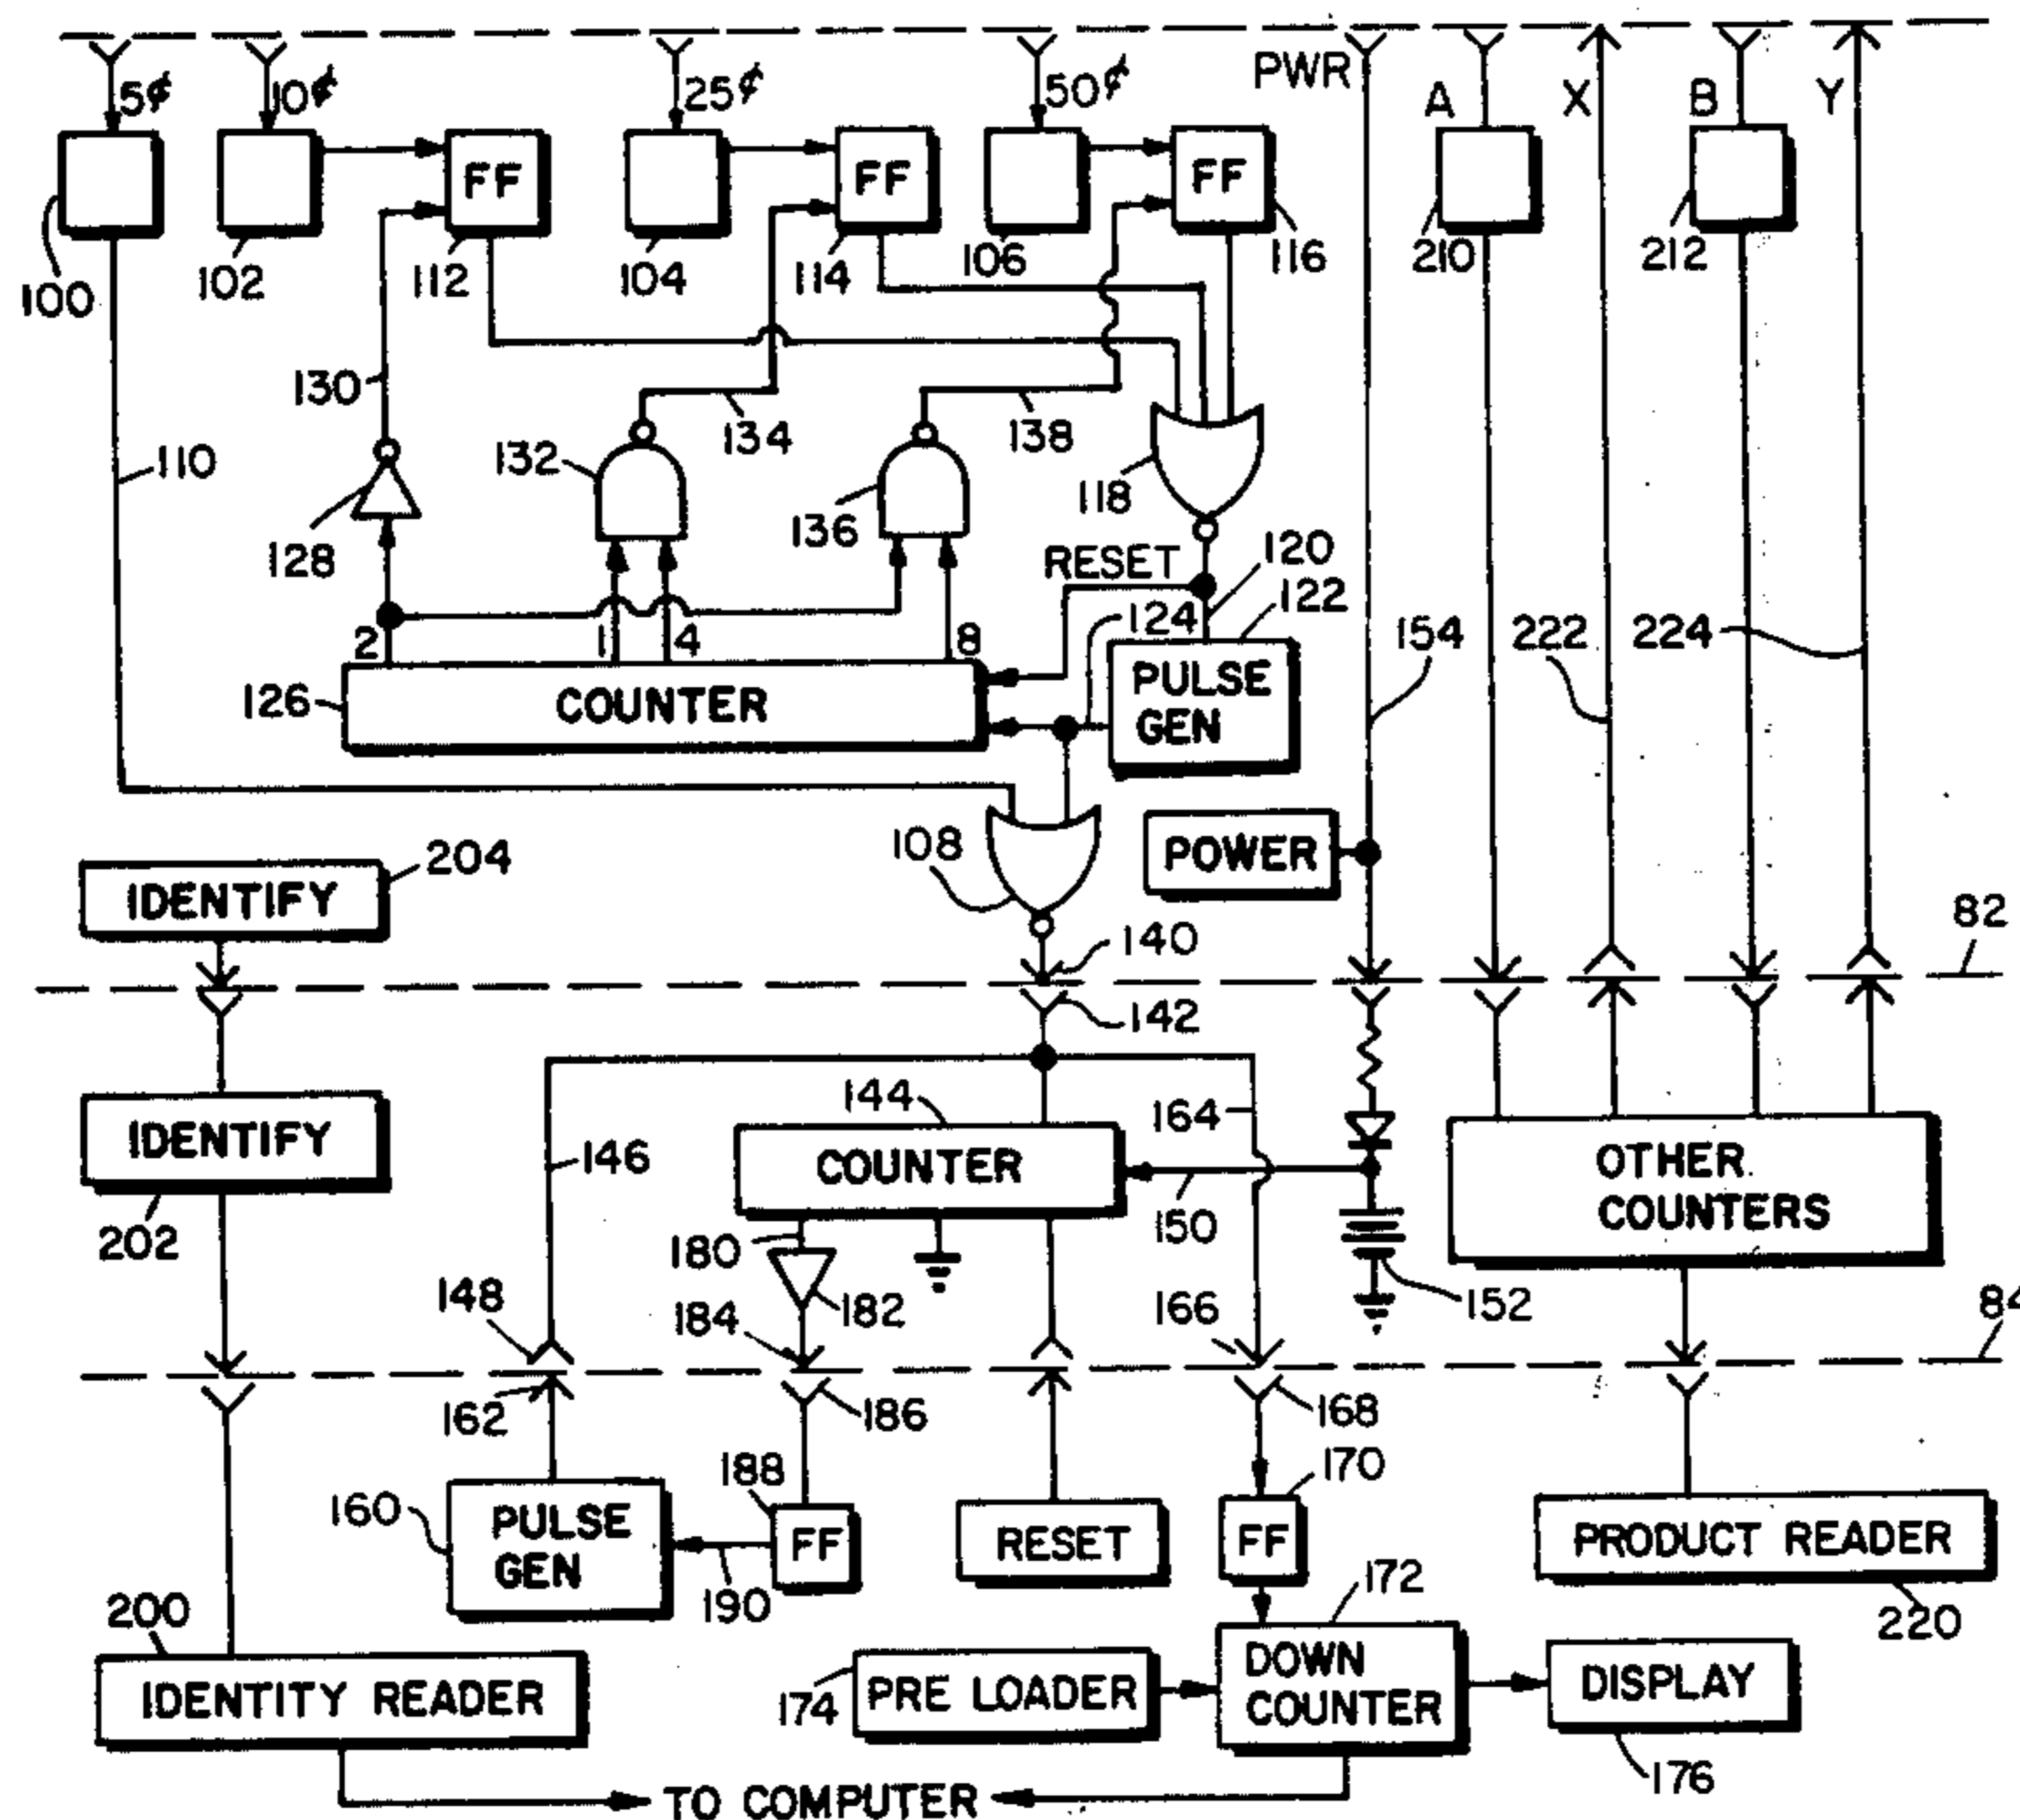 5¢ 10¢ 25¢ 50¢ PWR A X B Y
FF FF FF
100 102 112 104 114 106 116 210 212
130 134 138
110 132 118
128 136
RESET 120
122
2 1 4 8 124 154 222 224
126 COUNTER PULSE
GEN
108 POWER
204
IDENTIFY
140 82
142
IDENTIFY 144 164
146 COUNTER OTHER
COUNTERS
202 180 150
148 184 182 166 152 84
162 186 168
188 170
160 PULSE
GEN FF RESET FF PRODUCT READER
190 172
200 220
IDENTITY READER 174 PRE LOADER DOWN
COUNTER DISPLAY
176
TO COMPUTER